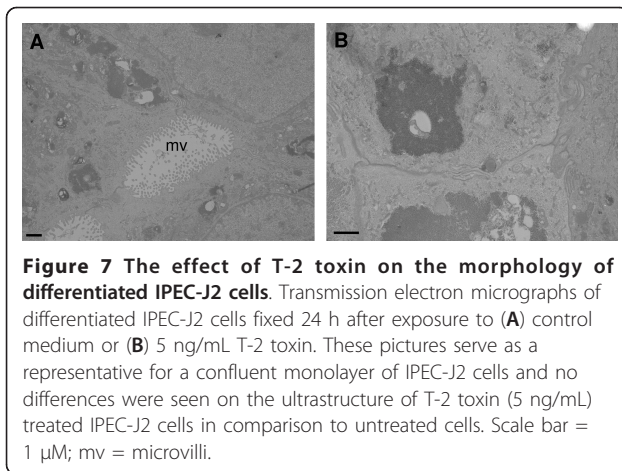 A
B
mv
Figure 7 The effect of T-2 toxin on the morphology of
differentiated IPEC-J2 cells. Transmission electron micrographs of
differentiated IPEC-J2 cells fixed 24 h after exposure to (A) control
medium or (B) 5 ng/mL T-2 toxin. These pictures serve as a
representative for a confluent monolayer of IPEC-J2 cells and no
differences were seen on the ultrastructure of T-2 toxin (5 ng/mL)
treated IPEC-J2 cells in comparison to untreated cells. Scale bar =
1 μM; mv = microvilli.